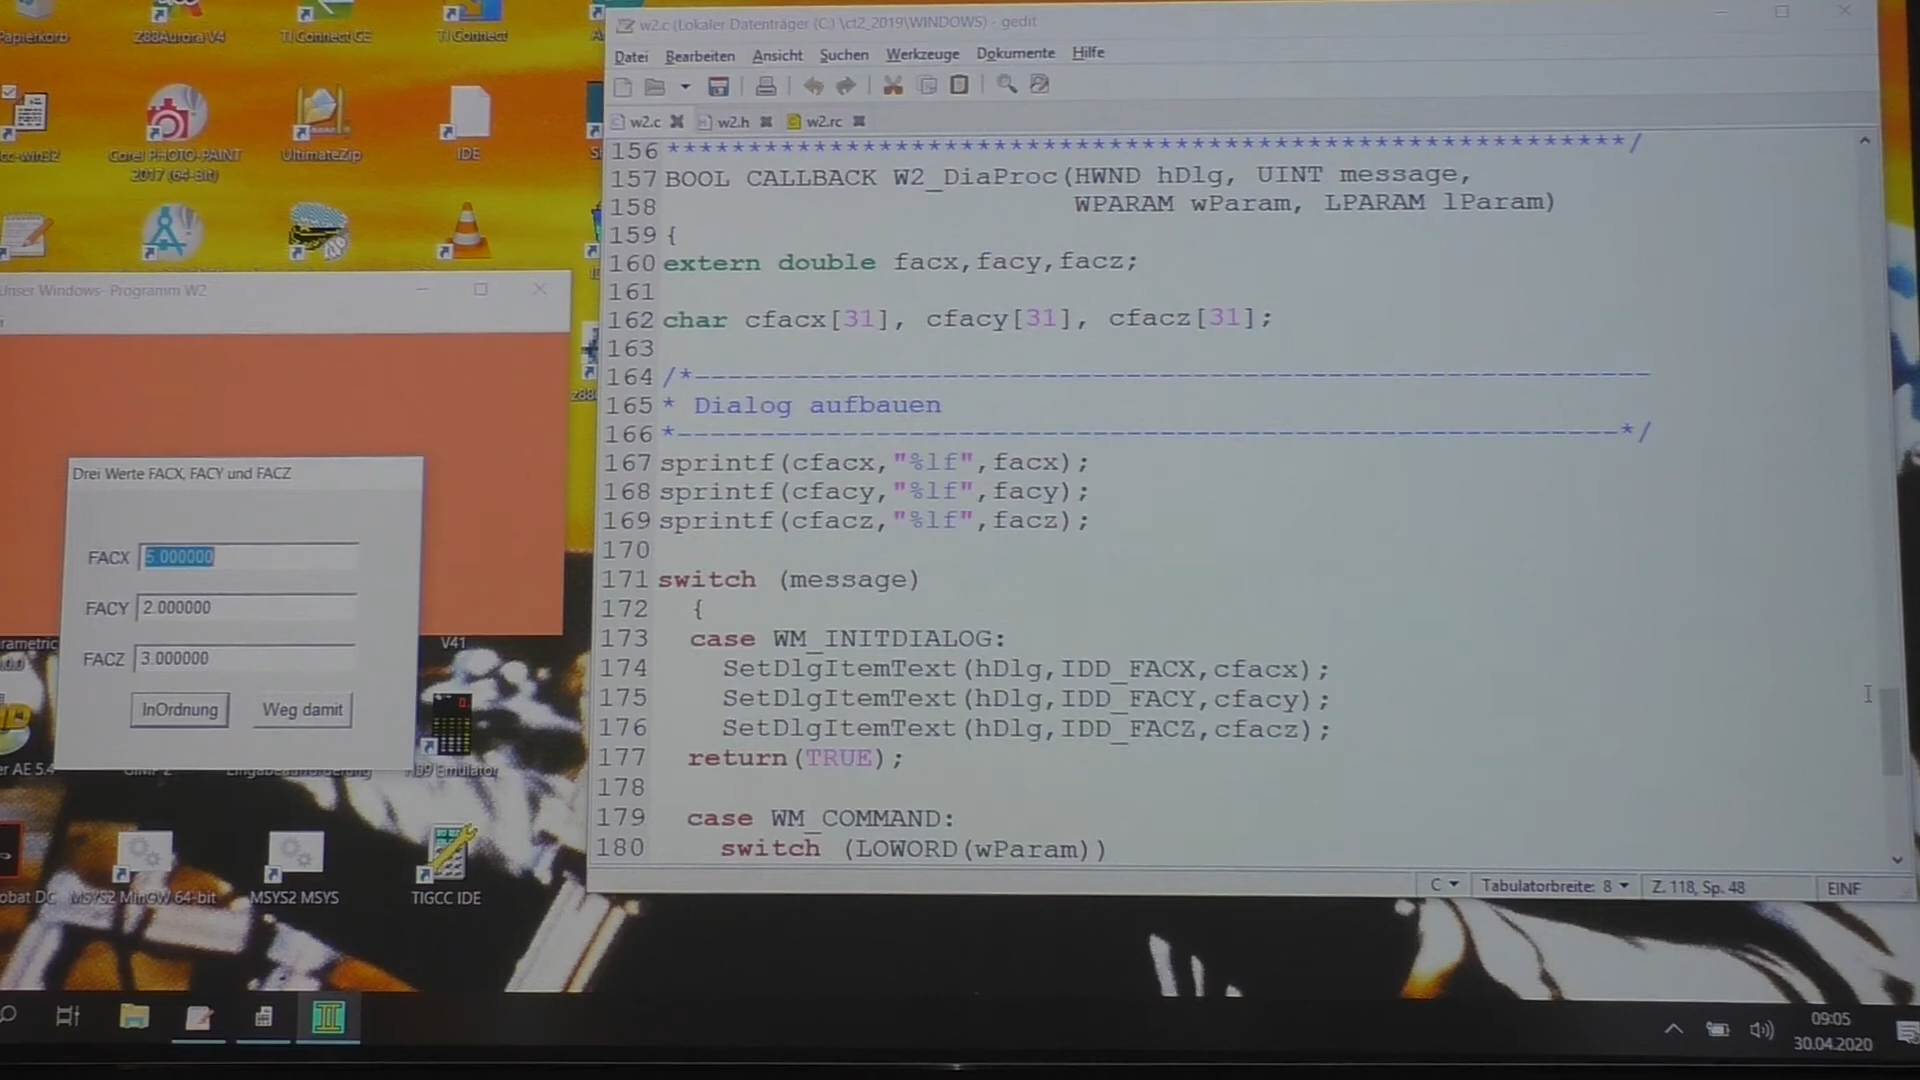 Papierkorb
Z88Aurora V4
TI Connect CE
TI Connect
cc-win32
Corel PHOTO-PAINT
2017 (64-Bit)
UltimateZip
IDE
Unser Windows- Programm W2
Drei Werte FACX, FACY und FACZ
FACX 5.000000
FACY 2.000000
FACZ 3.000000
InOrdnung Weg damit
V41
MSYS2 MinGW 64-bit
MSYS2 MSYS
TIGCC IDE
w2.c (Lokaler Datenträger (C:) \ct2_2019\WINDOWS) - gedit
Datei Bearbeiten Ansicht Suchen Werkzeuge Dokumente Hilfe
w2.c w2.h w2.rc
156 ***********************************************************/
157 BOOL CALLBACK W2_DiaProc(HWND hDlg, UINT message,
158 WPARAM wParam, LPARAM lParam)
159 {
160 extern double facx,facy,facz;
161
162 char cfacx[31], cfacy[31], cfacz[31];
163
164 /*----------------------------------------------------------
165 * Dialog aufbauen
166 *---------------------------------------------------------*/
167 sprintf(cfacx,"%lf",facx);
168 sprintf(cfacy,"%lf",facy);
169 sprintf(cfacz,"%lf",facz);
170
171 switch (message)
172 {
173 case WM_INITDIALOG:
174 SetDlgItemText(hDlg,IDD_FACX,cfacx);
175 SetDlgItemText(hDlg,IDD_FACY,cfacy);
176 SetDlgItemText(hDlg,IDD_FACZ,cfacz);
177 return(TRUE);
178
179 case WM_COMMAND:
180 switch (LOWORD(wParam))
C Tabulatorbreite: 8 Z. 118, Sp. 48 EINF
09:05
30.04.2020